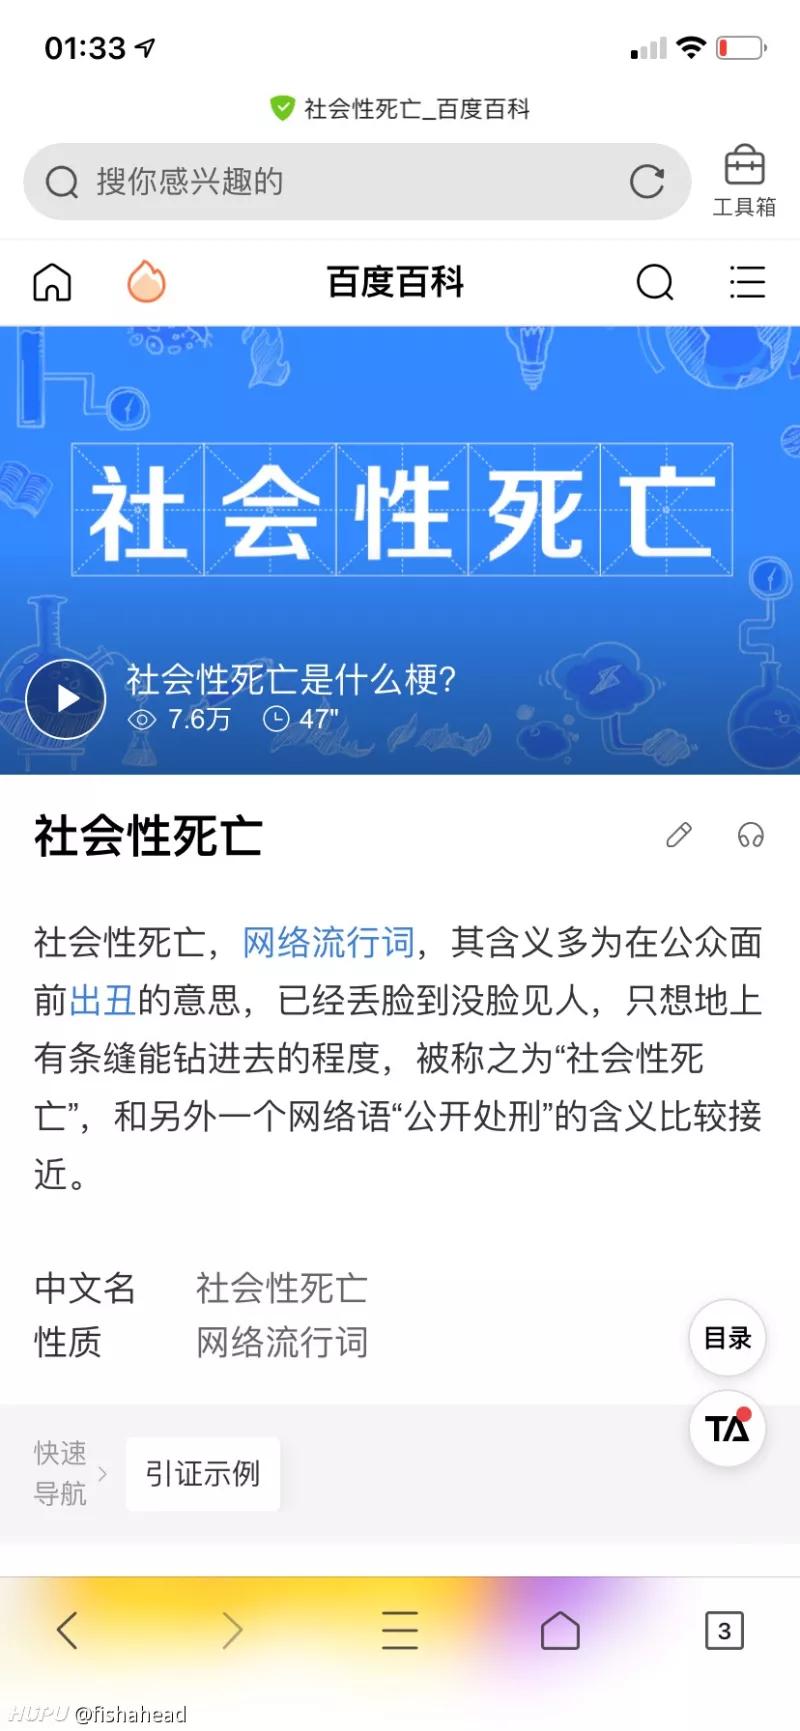 01:33
社会性死亡_百度百科
搜你感兴趣的
工具箱
百度百科
社会性死亡
社会性死亡是什么梗?
7.6万 47"
社会性死亡
社会性死亡，网络流行词，其含义多为在公众面
前出丑的意思，已经丢脸到没脸见人，只想地上
有条缝能钻进去的程度，被称之为“社会性死
亡”，和另外一个网络语“公开处刑”的含义比较接
近。
中文名 社会性死亡
性质 网络流行词
目录
TA
快速
导航
引证示例
3
HUPU @fishahead